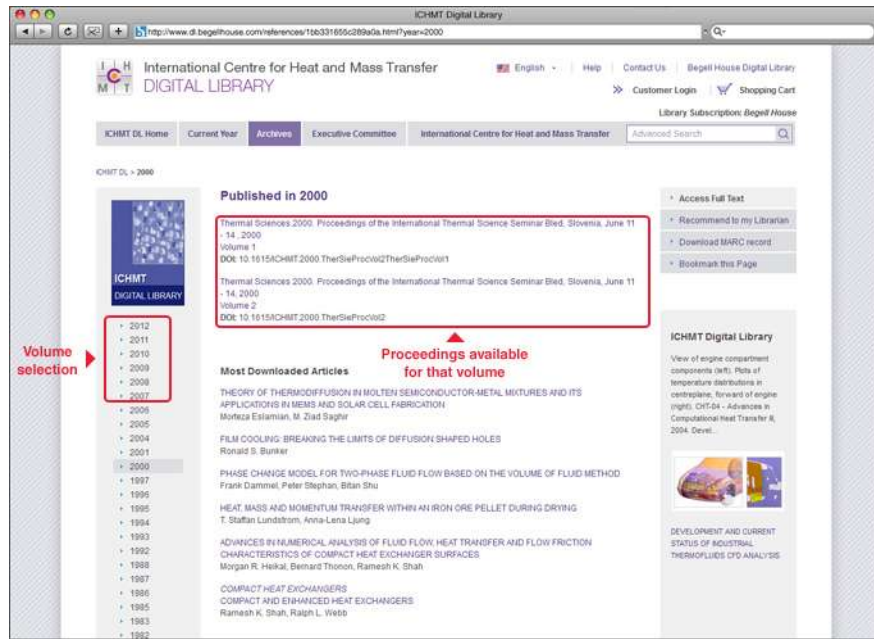 ICHMT Digital Library
http://www.dl.begellhouse.com/references/1bb331655c289a0a.html?year=2000
I H
C
M T
International Centre for Heat and Mass Transfer
DIGITAL LIBRARY
English
Help
Contact Us
Begell House Digital Library
Customer Login
Shopping Cart
Library Subscription: Begell House
ICHMT DL Home
Current Year
Archives
Executive Committee
International Centre for Heat and Mass Transfer
Advanced Search
ICHMT DL > 2000
ICHMT
DIGITAL LIBRARY
2012
2011
2010
2009
2008
2007
2006
2005
2004
2001
2000
1997
1996
1995
1994
1993
1992
1988
1987
1986
1985
1983
1982
Volume
selection
Published in 2000
Thermal Sciences 2000. Proceedings of the International Thermal Science Seminar Bled, Slovenia, June 11
- 14 , 2000
Volume 1
DOI: 10.1615/ICHMT.2000.TherSieProcVol2TherSieProcVol1
Thermal Sciences 2000. Proceedings of the International Thermal Science Seminar Bled, Slovenia, June 11
- 14, 2000
Volume 2
DOI: 10.1615/ICHMT.2000.TherSieProcVol2
Proceedings available
for that volume
Most Downloaded Articles
THEORY OF THERMODIFFUSION IN MOLTEN SEMICONDUCTOR-METAL MIXTURES AND ITS
APPLICATIONS IN MEMS AND SOLAR CELL FABRICATION
Morteza Eslamian, M. Ziad Saghir
FILM COOLING: BREAKING THE LIMITS OF DIFFUSION SHAPED HOLES
Ronald S. Bunker
PHASE CHANGE MODEL FOR TWO-PHASE FLUID FLOW BASED ON THE VOLUME OF FLUID METHOD
Frank Dammel, Peter Stephan, Bitan Shu
HEAT, MASS AND MOMENTUM TRANSFER WITHIN AN IRON ORE PELLET DURING DRYING
T. Staffan Lundstrom, Anna-Lena Ljung
ADVANCES IN NUMERICAL ANALYSIS OF FLUID FLOW, HEAT TRANSFER AND FLOW FRICTION
CHARACTERISTICS OF COMPACT HEAT EXCHANGER SURFACES
Morgan R. Heikal, Bernard Thonon, Ramesh K. Shah
COMPACT HEAT EXCHANGERS
COMPACT AND ENHANCED HEAT EXCHANGERS
Ramesh K. Shah, Ralph L. Webb
Access Full Text
Recommend to my Librarian
Download MARC record
Bookmark this Page
ICHMT Digital Library
View of engine compartment
components (left). Plots of
temperature distributions in
centreplane, forward of engine
(right). CHT-04 - Advances in
Computational Heat Transfer III,
2004. Devel...
DEVELOPMENT AND CURRENT
STATUS OF INDUSTRIAL
THERMOFLUIDS CFD ANALYSIS